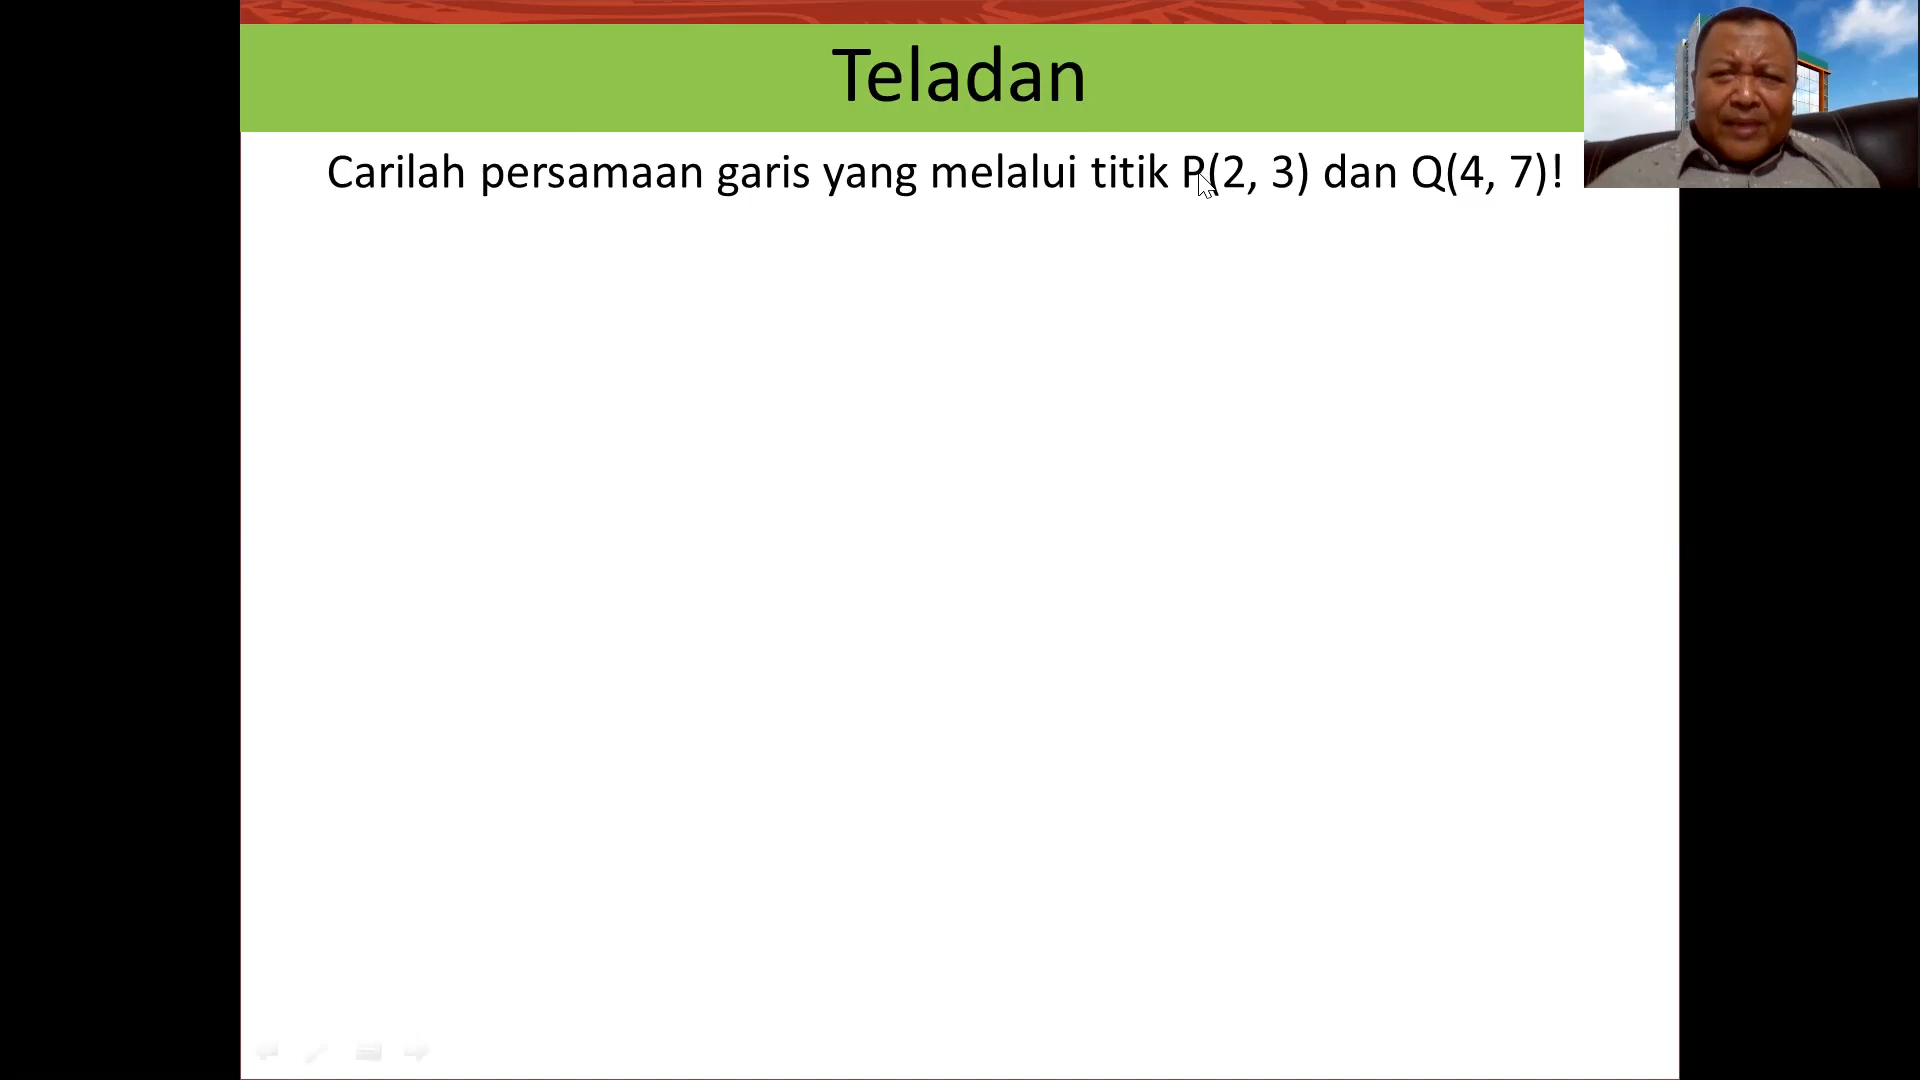 Teladan
Carilah persamaan garis yang melalui titik P(2, 3) dan Q(4, 7)!